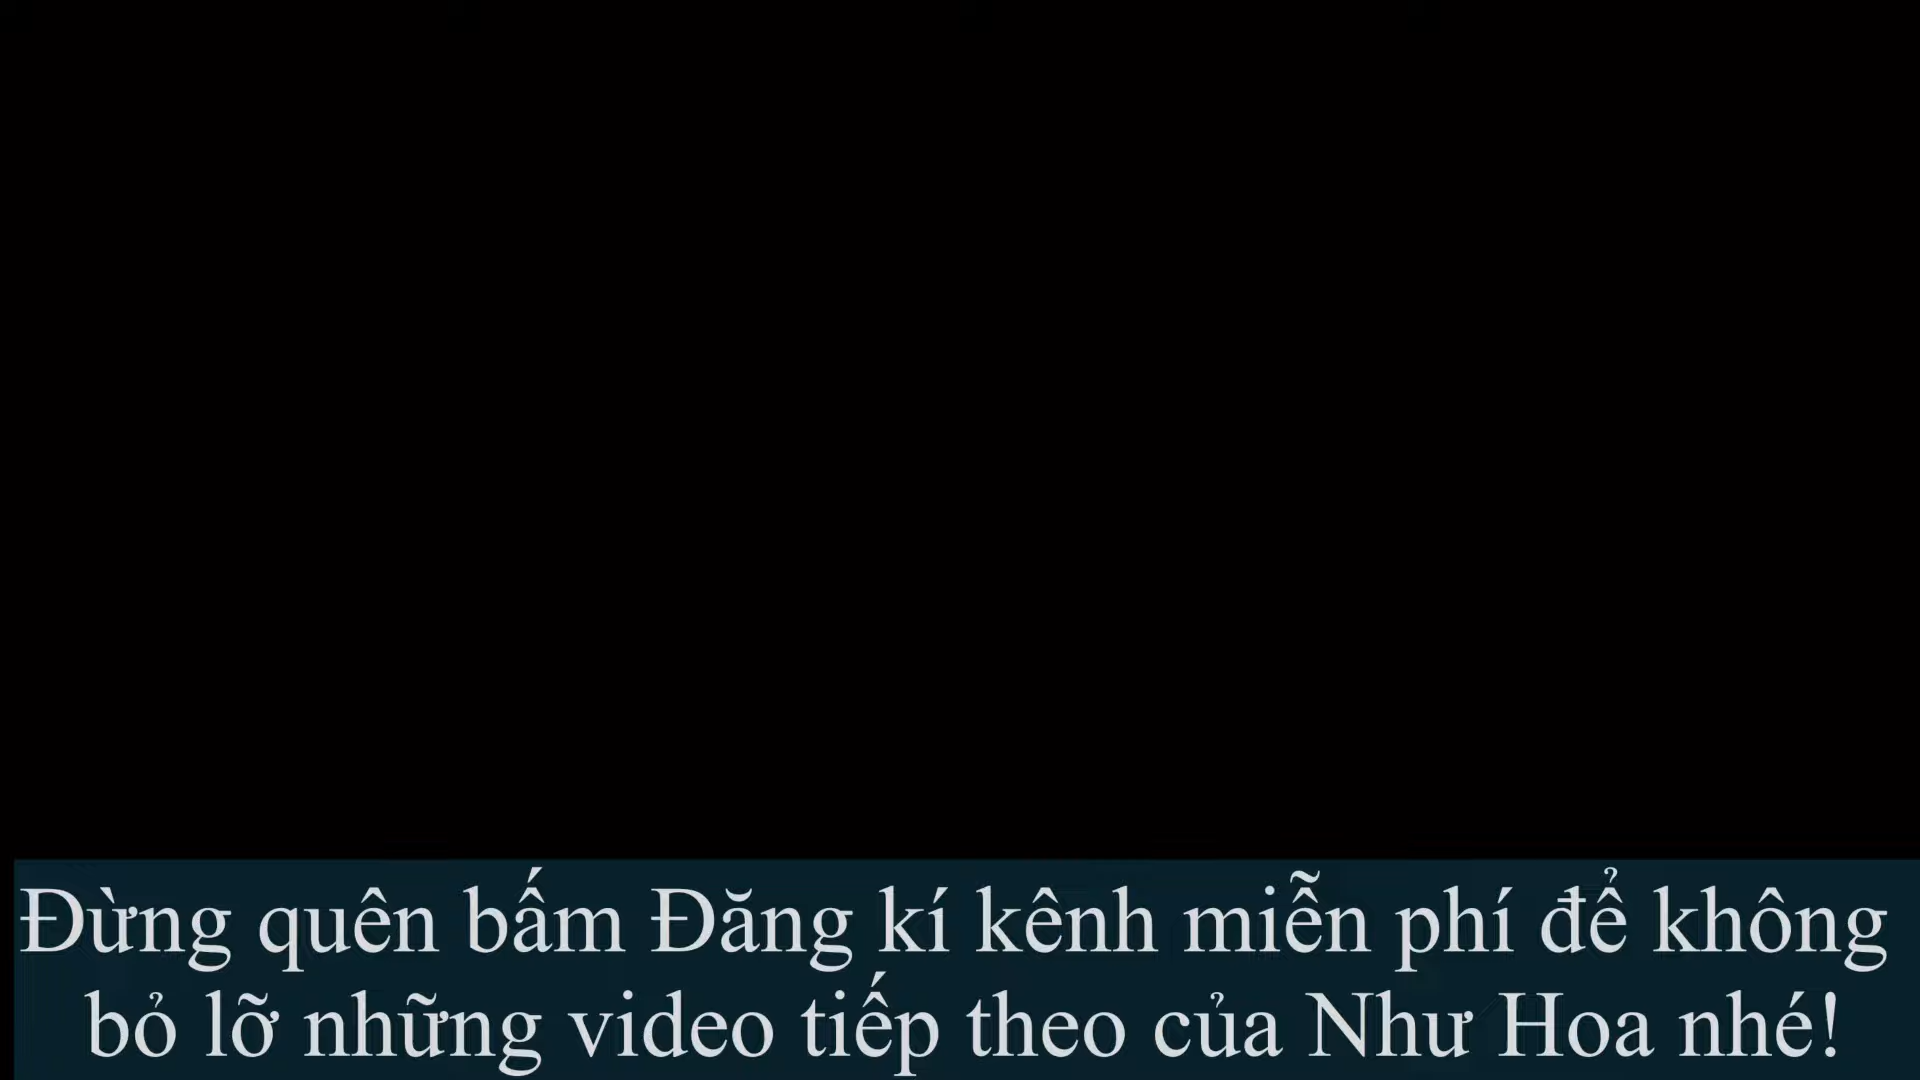 Đừng quên bấm Đăng kí kênh miễn phí để không
bỏ lỡ những video tiếp theo của Như Hoa nhé!